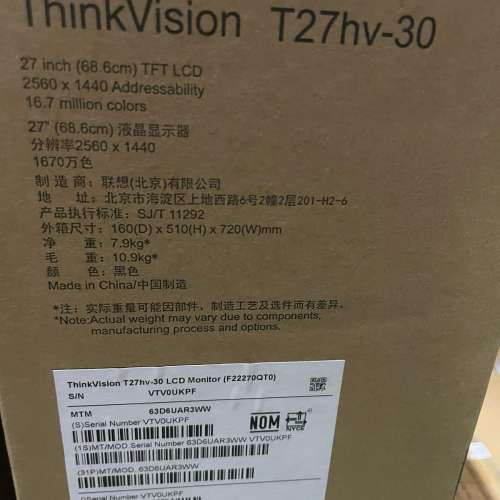 ThinkVision T27hv-30
27 inch (68.6cm) TFT LCD
2560 x 1440 Addressability
16.7 million colors
27" (68.6cm) 液晶显示器
分辨率2560 x 1440
1670万色
制 造 商: 联想(北京)有限公司
地 址: 北京市海淀区上地西路6号2幢2层201-H2-6
产品执行标准: SJ/T 11292
外箱尺寸: 160(D) x 510(H) x 720(W)mm
净 重: 7.9kg*
毛 重: 10.9kg*
颜 色: 黑色
Made in China/中国制造
*注: 实际重量可能因部件, 制造工艺及选件而有差异.
*Note:Actual weight may vary due to components,
manufacturing process and options.
ThinkVision T27hv-30 LCD Monitor (F22270QT0)
S/N VTV0UKPF
MTM 63D6UAR3WW
(S)Serial Number VTV0UKPF
NOM NYCE
(1S)MT/MOD.Serial Number 63D6UAR3WW VTV0UKPF
(91P)MT/MOD. 63D6UAR3WW
(S)Serial Number VTV0UKPF